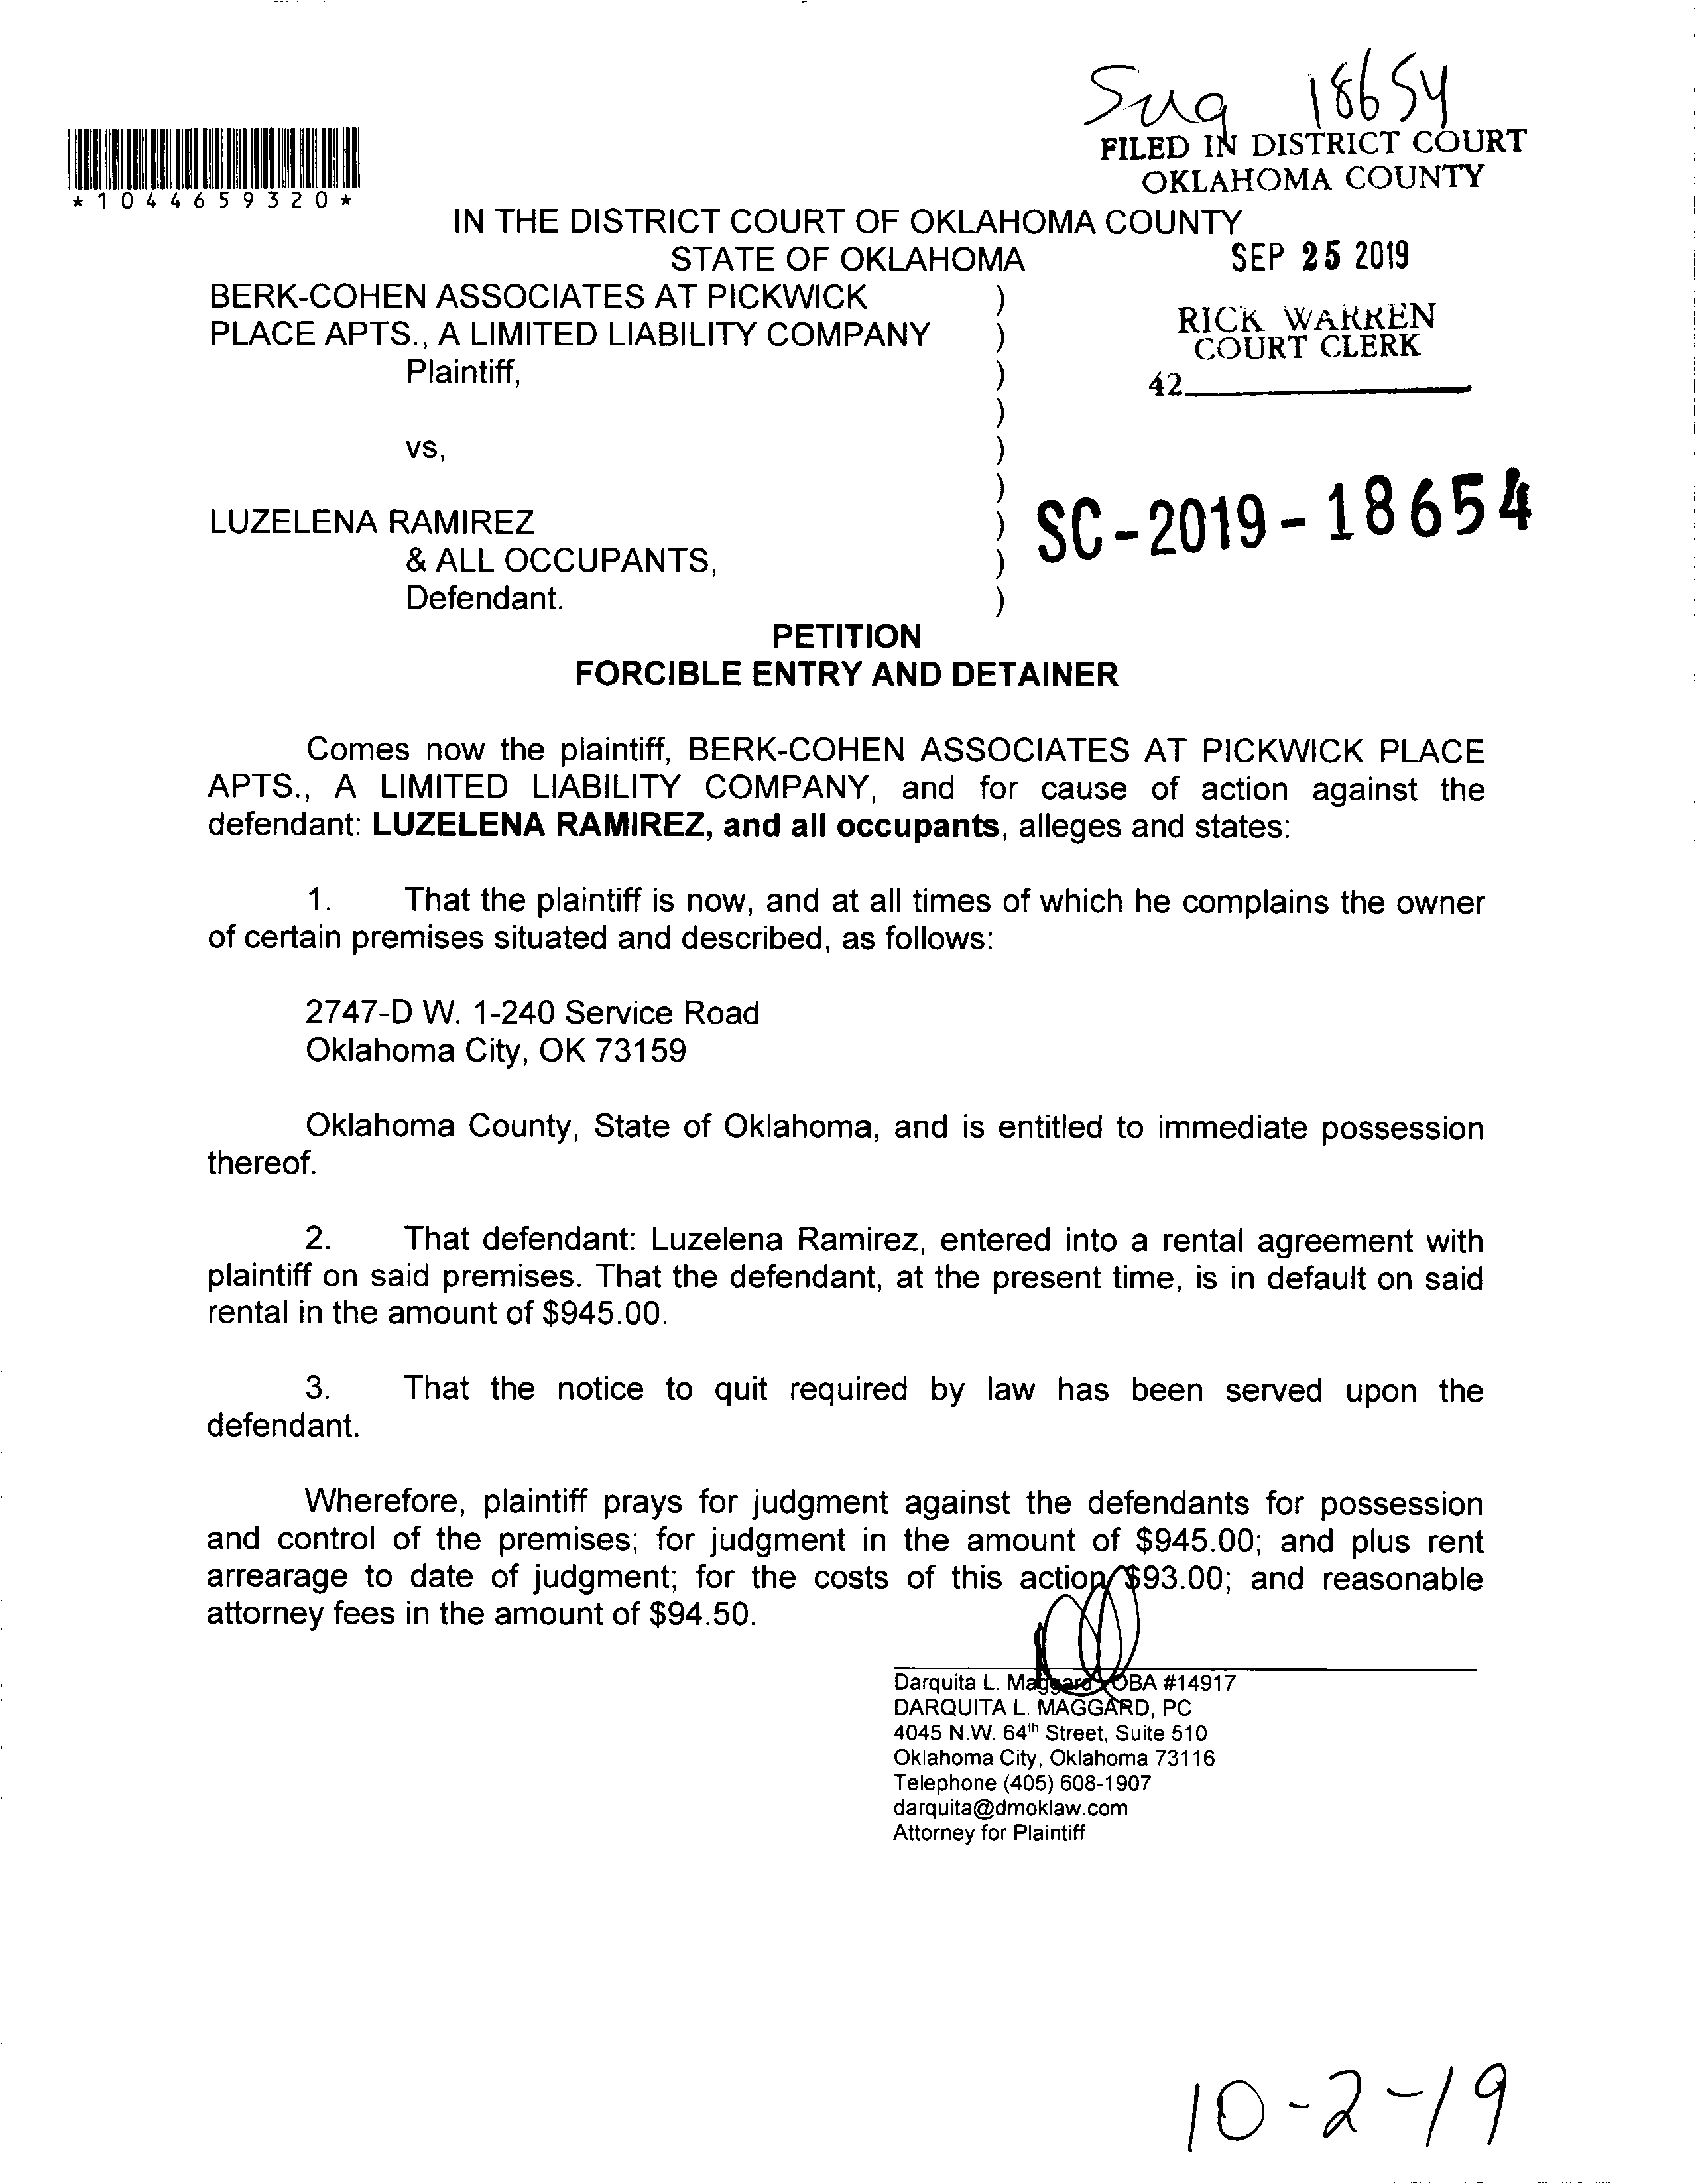 Sug 18654
FILED IN DISTRICT COURT
OKLAHOMA COUNTY
*1044659320*
IN THE DISTRICT COURT OF OKLAHOMA COUNTY
STATE OF OKLAHOMA
SEP 25 2019
BERK-COHEN ASSOCIATES AT PICKWICK )
PLACE APTS., A LIMITED LIABILITY COMPANY )
RICK WARREN
COURT CLERK
Plaintiff, )
42
)
vs, )
)
LUZELENA RAMIREZ )
SC-2019-18654
& ALL OCCUPANTS, )
Defendant. )
PETITION
FORCIBLE ENTRY AND DETAINER
Comes now the plaintiff, BERK-COHEN ASSOCIATES AT PICKWICK PLACE
APTS., A LIMITED LIABILITY COMPANY, and for cause of action against the
defendant: LUZELENA RAMIREZ, and all occupants, alleges and states:
1. That the plaintiff is now, and at all times of which he complains the owner
of certain premises situated and described, as follows:
2747-D W. 1-240 Service Road
Oklahoma City, OK 73159
Oklahoma County, State of Oklahoma, and is entitled to immediate possession
thereof.
2. That defendant: Luzelena Ramirez, entered into a rental agreement with
plaintiff on said premises. That the defendant, at the present time, is in default on said
rental in the amount of $945.00.
3. That the notice to quit required by law has been served upon the
defendant.
Wherefore, plaintiff prays for judgment against the defendants for possession
and control of the premises; for judgment in the amount of $945.00; and plus rent
arrearage to date of judgment; for the costs of this action $93.00; and reasonable
attorney fees in the amount of $94.50.
Darquita L. Maggard OBA #14917
DARQUITA L. MAGGARD, PC
4045 N.W. 64th Street, Suite 510
Oklahoma City, Oklahoma 73116
Telephone (405) 608-1907
darquita@dmoklaw.com
Attorney for Plaintiff
10-2-19